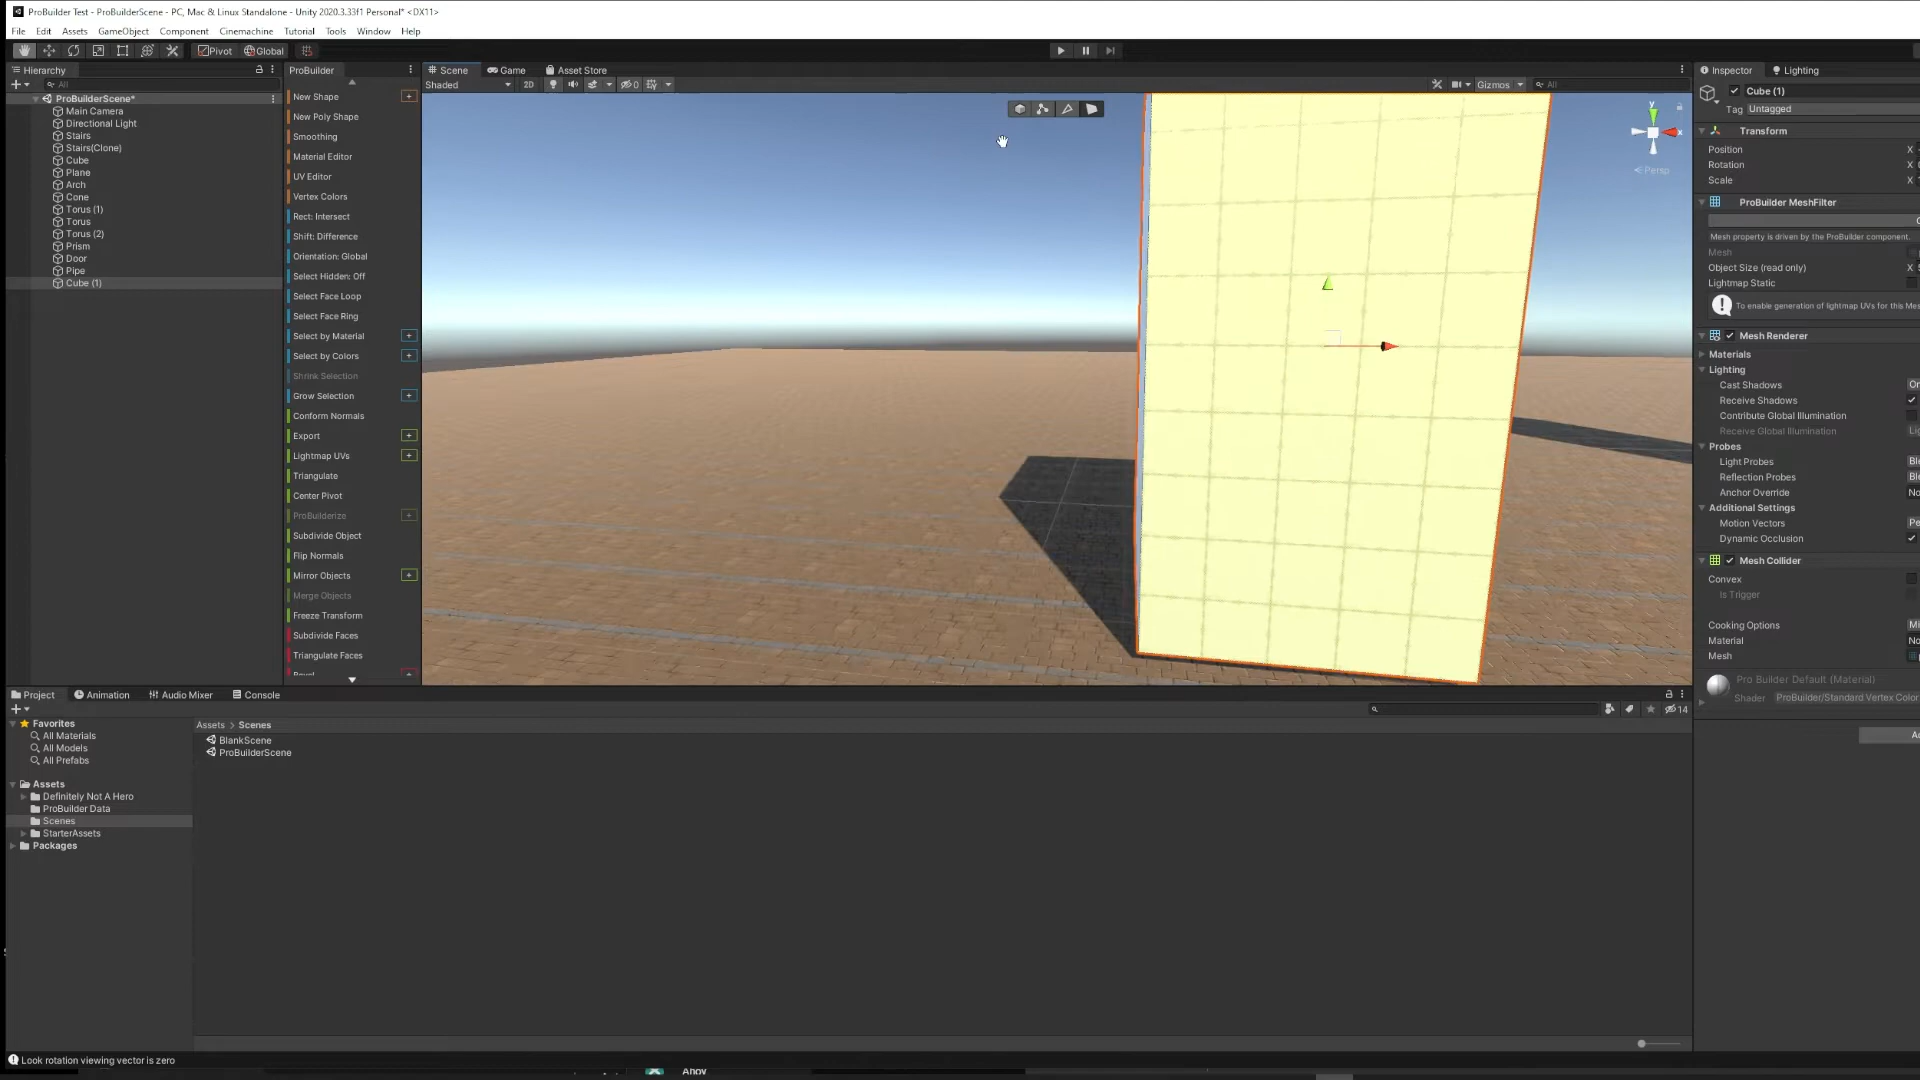 ProBuilder Test - ProBuilderScene - PC, Mac & Linux Standalone - Unity 2020.3.33f1 Personal* <DX11>
File Edit Assets GameObject Component Cinemachine Tutorial Tools Window Help
Pivot Global
Hierarchy
All
ProBuilderScene*
Main Camera
Directional Light
Stairs
Stairs(Clone)
Cube
Plane
Arch
Cone
Torus (1)
Torus
Torus (2)
Prism
Door
Pipe
Cube (1)
ProBuilder
New Shape
New Poly Shape
Smoothing
Material Editor
UV Editor
Vertex Colors
Rect: Intersect
Shift: Difference
Orientation: Global
Select Hidden: Off
Select Face Loop
Select Face Ring
Select by Material
Select by Colors
Shrink Selection
Grow Selection
Conform Normals
Export
Lightmap UVs
Triangulate
Center Pivot
ProBuilderize
Subdivide Object
Flip Normals
Mirror Objects
Merge Objects
Freeze Transform
Subdivide Faces
Triangulate Faces
Bevel
Scene Game Asset Store
Shaded 2D 0 Gizmos All
y
x
Persp
Inspector Lighting
Cube (1)
Tag Untagged
Transform
Position X
Rotation X
Scale X
ProBuilder MeshFilter
Mesh property is driven by the ProBuilder component.
Mesh
Object Size (read only) X
Lightmap Static
To enable generation of lightmap UVs for this Mes
Mesh Renderer
Materials
Lighting
Cast Shadows On
Receive Shadows
Contribute Global Illumination
Receive Global Illumination Lig
Probes
Light Probes Ble
Reflection Probes Ble
Anchor Override No
Additional Settings
Motion Vectors Pe
Dynamic Occlusion
Mesh Collider
Convex
Is Trigger
Cooking Options Mi
Material No
Mesh
Pro Builder Default (Material)
Shader ProBuilder/Standard Vertex Color
Project Animation Audio Mixer Console
14
Favorites
All Materials
All Models
All Prefabs
Assets
Definitely Not A Hero
ProBuilder Data
Scenes
StarterAssets
Packages
Assets > Scenes
BlankScene
ProBuilderScene
Look rotation viewing vector is zero
Ahoy